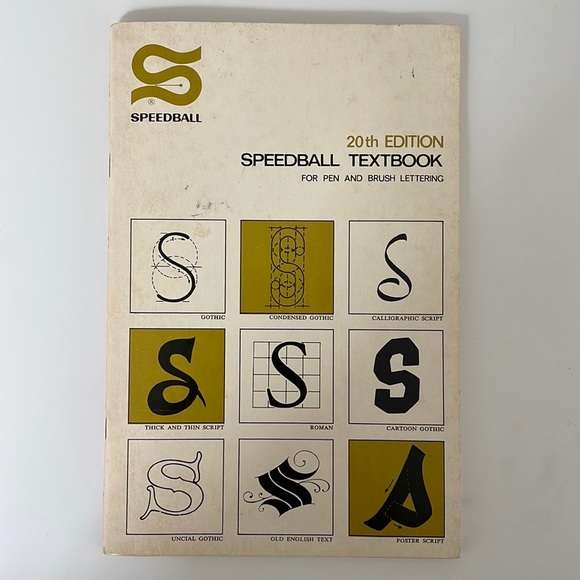 S
®
SPEEDBALL
20th EDITION
SPEEDBALL TEXTBOOK
FOR PEN AND BRUSH LETTERING
S S S
GOTHIC CONDENSED GOTHIC CALLIGRAPHIC SCRIPT
S S S
THICK AND THIN SCRIPT ROMAN CARTOON GOTHIC
S S S
UNCIAL GOTHIC OLD ENGLISH TEXT POSTER SCRIPT